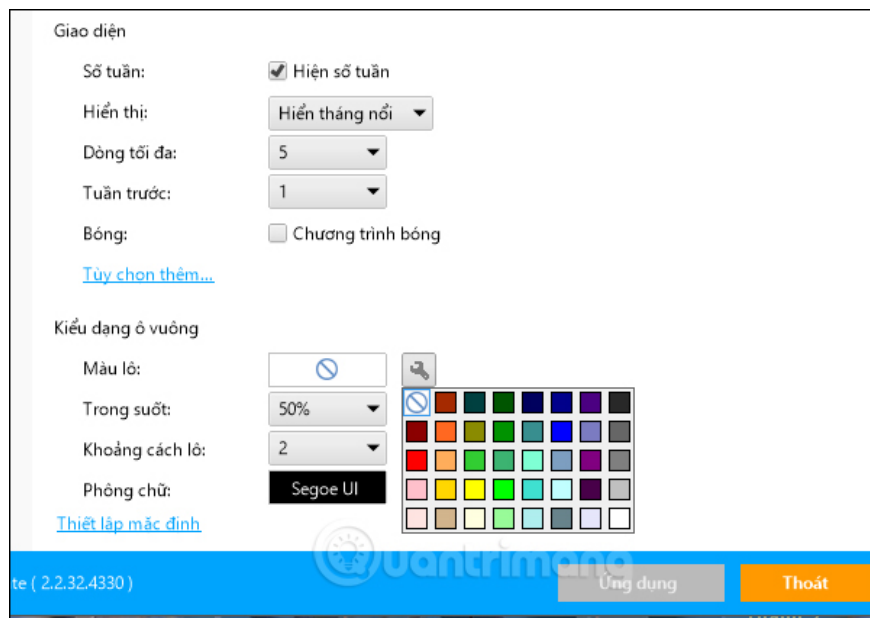 Giao diện
Số tuần: Hiện số tuần
Hiển thị: Hiển tháng nổi
Dòng tối đa: 5
Tuần trước: 1
Bóng: Chương trình bóng
Tùy chọn thêm...
Kiểu dạng ô vuông
Màu lô:
Trong suốt: 50%
Khoảng cách lô: 2
Phông chữ: Segoe UI
Thiết lập mặc định
Quantrimang
te ( 2.2.32.4330 ) Ứng dụng Thoát